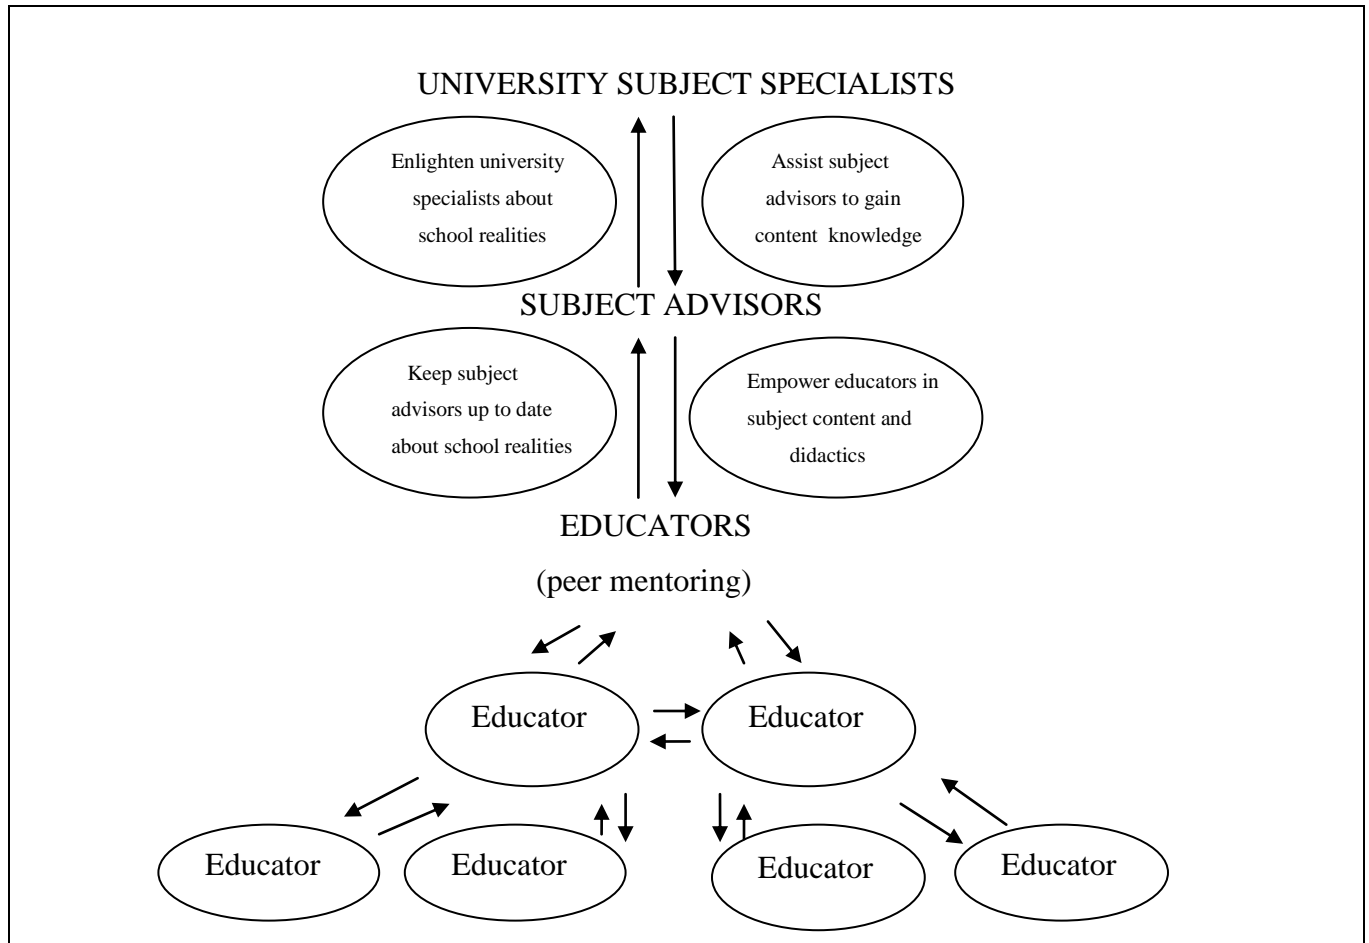 UNIVERSITY SUBJECT SPECIALISTS
Enlighten university
specialists about
school realities
Assist subject
advisors to gain
content knowledge
SUBJECT ADVISORS
Keep subject
advisors up to date
about school realities
Empower educators in
subject content and
didactics
EDUCATORS
(peer mentoring)
Educator
Educator
Educator
Educator
Educator
Educator